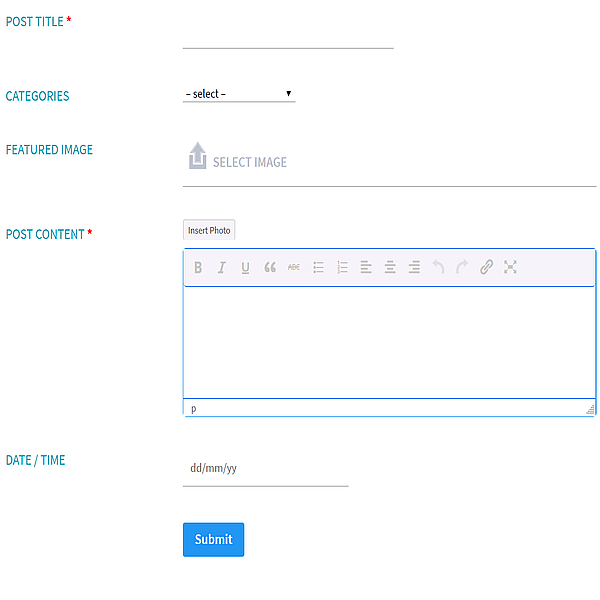 POST TITLE *
CATEGORIES
– select –
FEATURED IMAGE
SELECT IMAGE
POST CONTENT *
Insert Photo
B I U “ ABC
p
DATE / TIME
dd/mm/yy
Submit